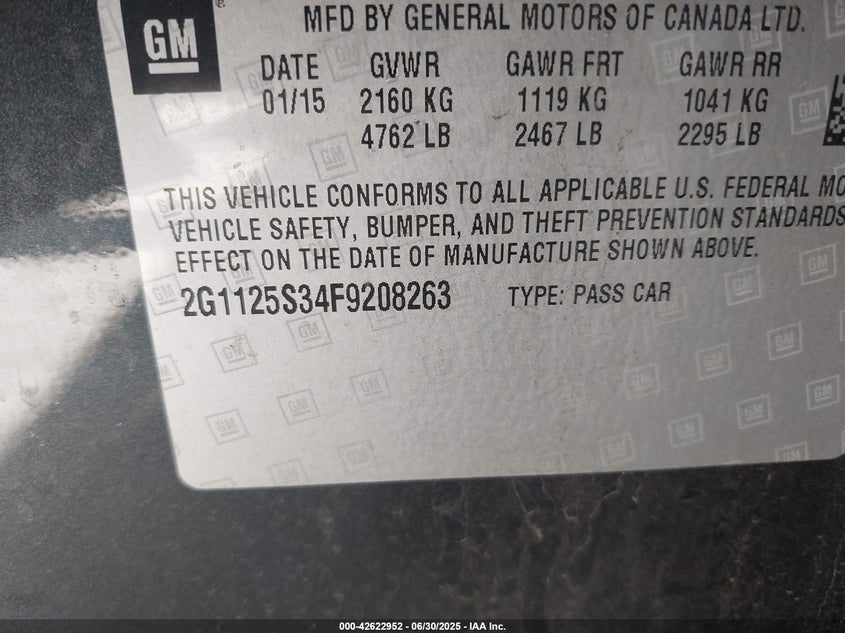 GM
MFD BY GENERAL MOTORS OF CANADA LTD.
DATE GVWR GAWR FRT GAWR RR
01/15 2160 KG 1119 KG 1041 KG
4762 LB 2467 LB 2295 LB
THIS VEHICLE CONFORMS TO ALL APPLICABLE U.S. FEDERAL MO
VEHICLE SAFETY, BUMPER, AND THEFT PREVENTION STANDARDS
EFFECT ON THE DATE OF MANUFACTURE SHOWN ABOVE.
2G1125S34F9208263 TYPE: PASS CAR
000-42622952 - 06/30/2025 - IAA Inc.